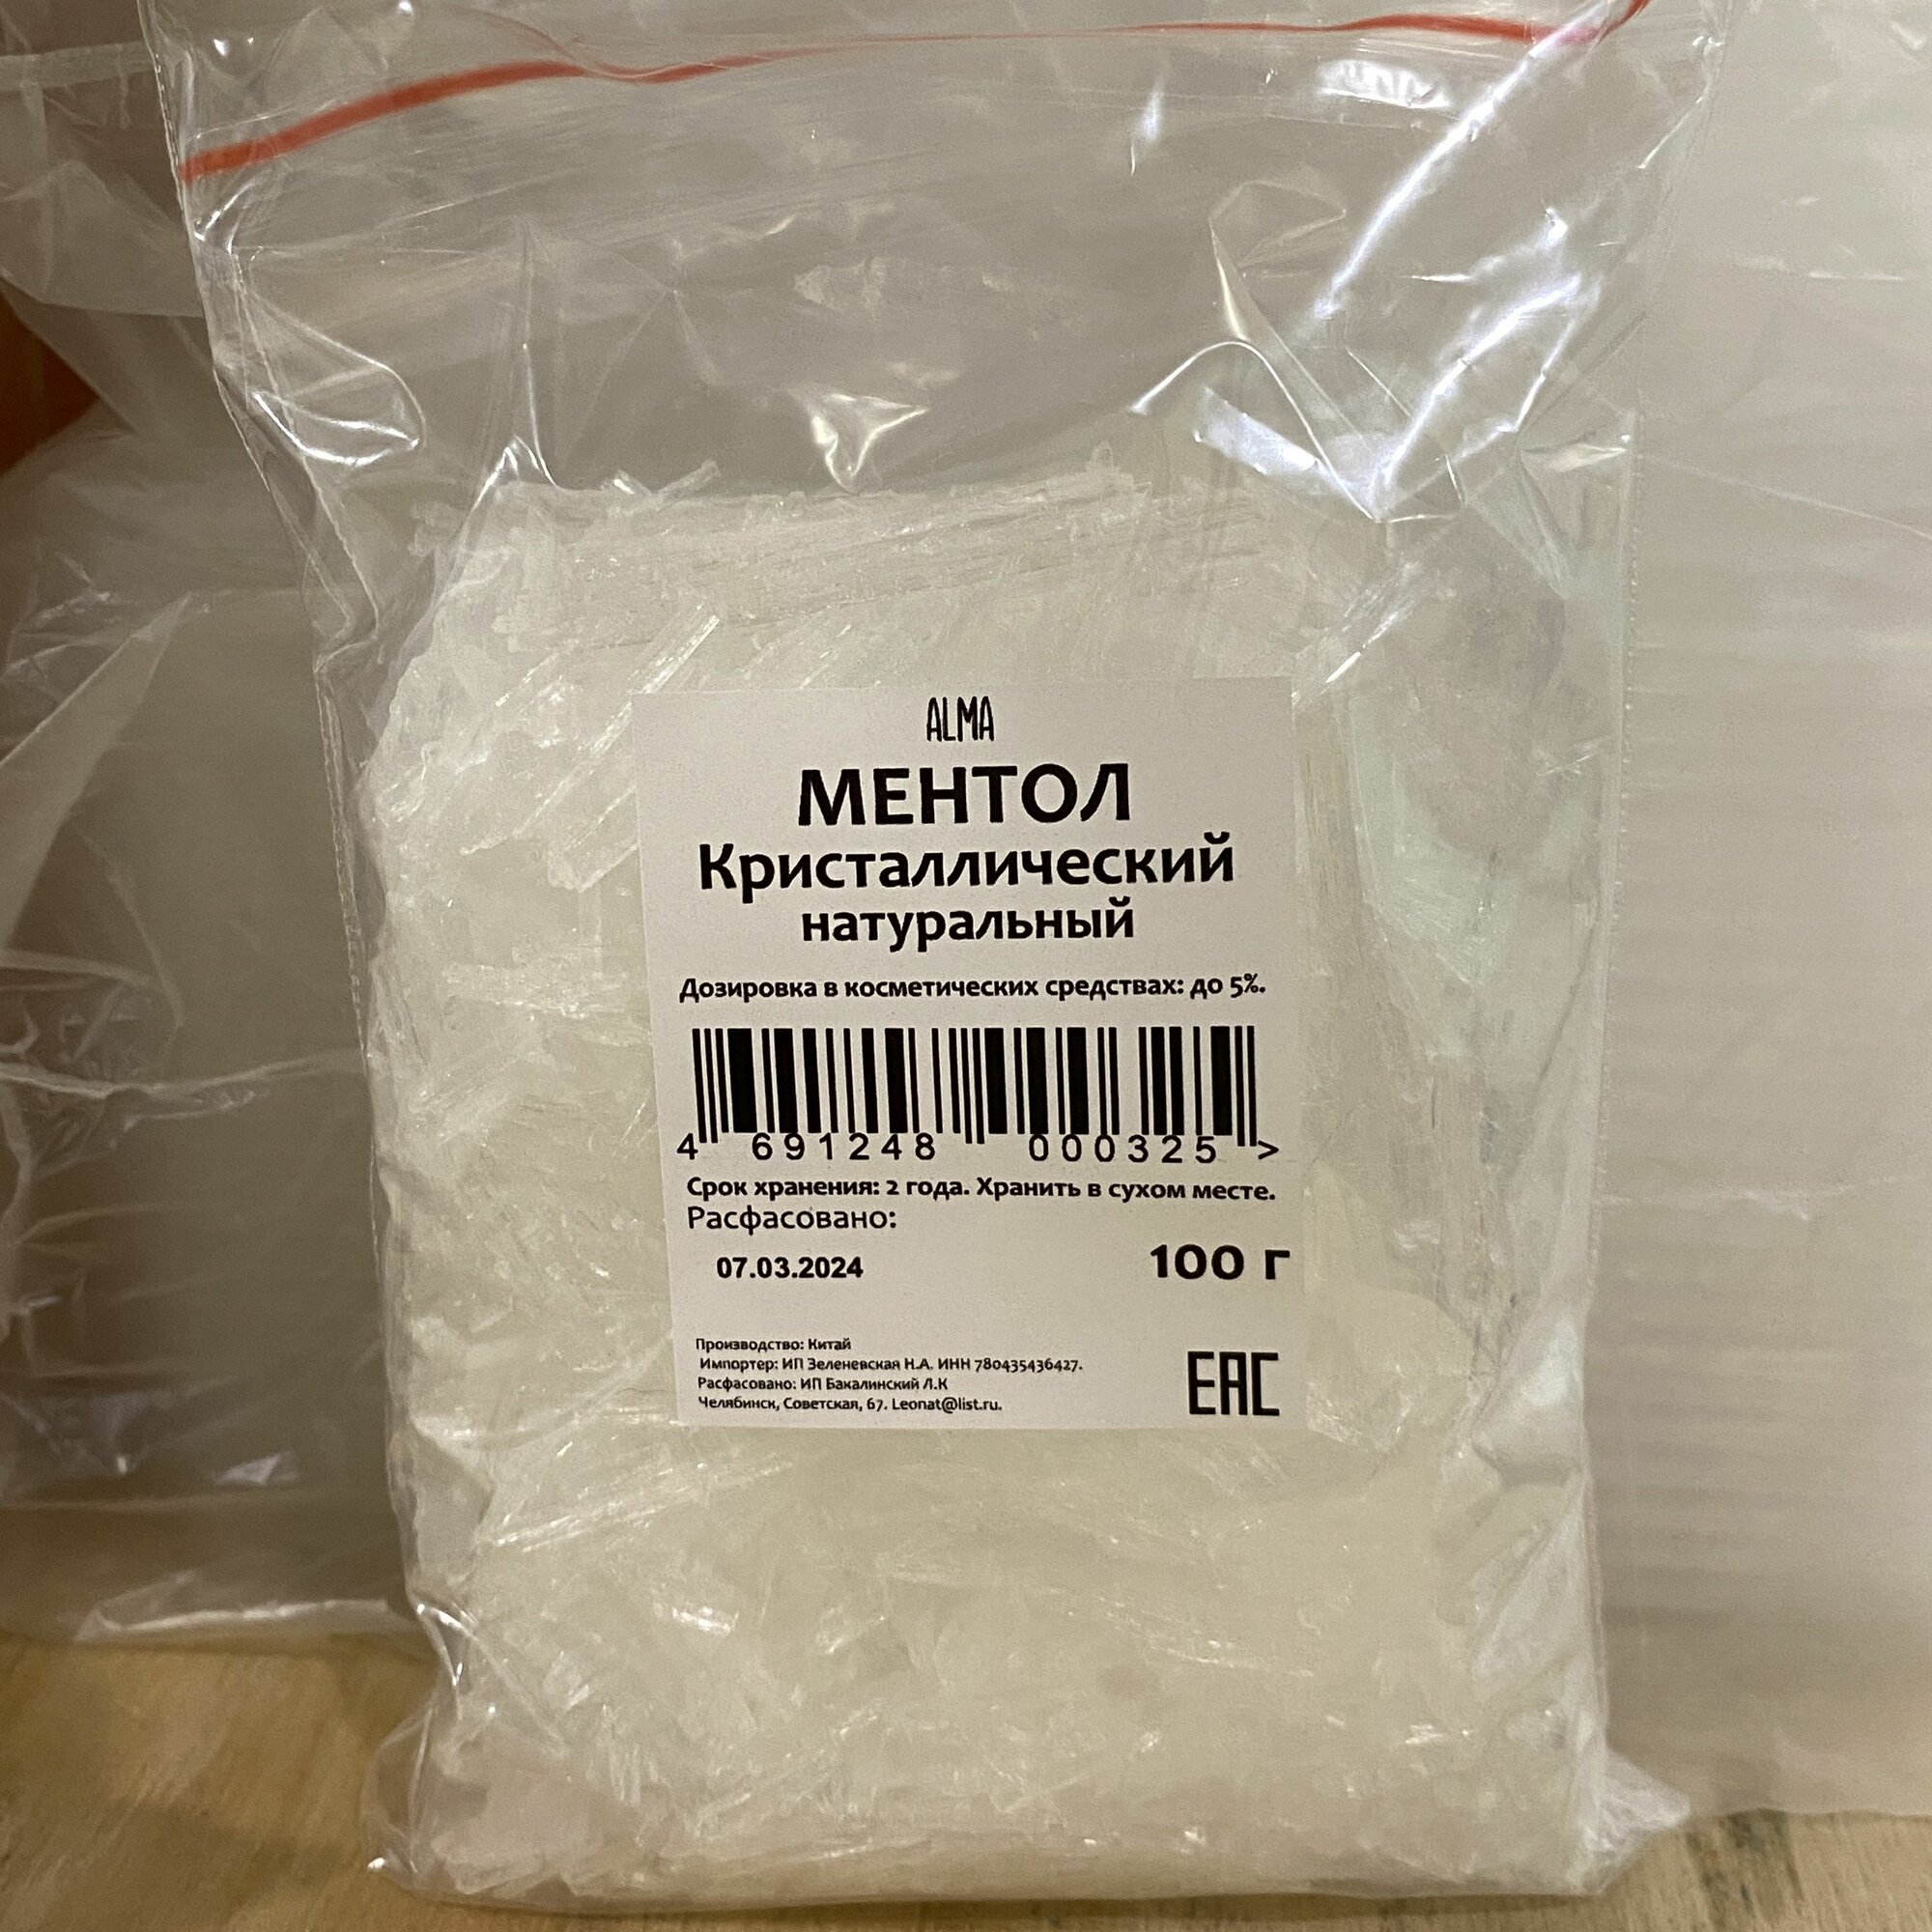 ALMA
МЕНТОЛ
Кристаллический
натуральный
Дозировка в косметических средствах: до 5%.
4 691248 000325 >
Срок хранения: 2 года. Хранить в сухом месте.
Расфасовано:
07.03.2024 100 г
Производство: Китай
Импортер: ИП Зеленевская Н.А. ИНН 780435436427.
Расфасовано: ИП Бакалинский Л.К
Челябинск, Советская, 67. Leonat@list.ru.
EAC